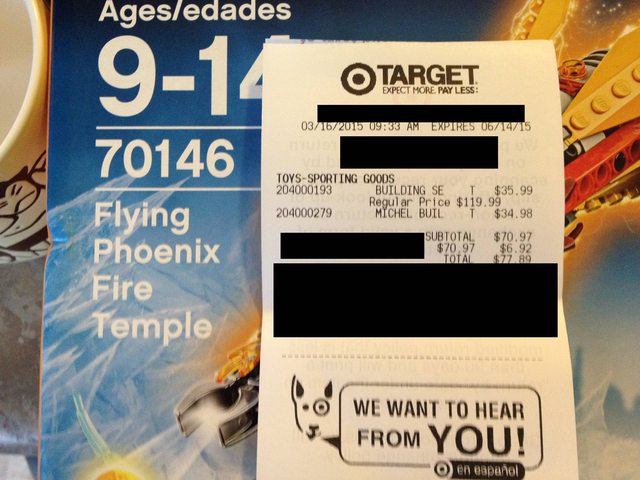 Ages/edades
9-14
70146
Flying
Phoenix
Fire
Temple
TARGET
EXPECT MORE. PAY LESS:
03/16/2015 09:33 AM EXPIRES 06/14/15
TOYS-SPORTING GOODS
204000193 BUILDING SE T $35.99
Regular Price $119.99
204000279 MICHEL BUIL T $34.98
SUBTOTAL $70.97
$70.97 $6.92
TOTAL $77.89
WE WANT TO HEAR
FROM YOU!
en español